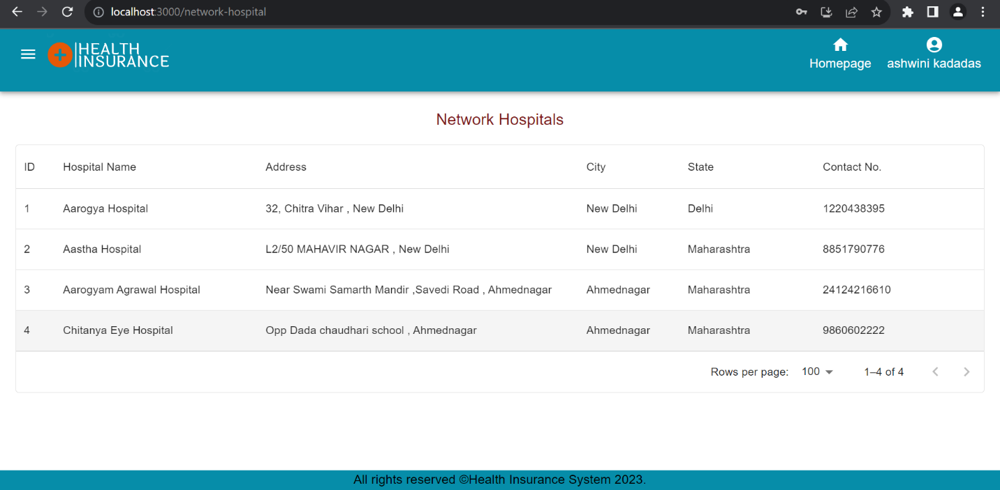 localhost:3000/network-hospital
HEALTH
INSURANCE
Homepage ashwini kadadas
Network Hospitals
ID Hospital Name Address City State Contact No.
1 Aarogya Hospital 32, Chitra Vihar , New Delhi New Delhi Delhi 1220438395
2 Aastha Hospital L2/50 MAHAVIR NAGAR , New Delhi New Delhi Maharashtra 8851790776
3 Aarogyam Agrawal Hospital Near Swami Samarth Mandir ,Savedi Road , Ahmednagar Ahmednagar Maharashtra 24124216610
4 Chitanya Eye Hospital Opp Dada chaudhari school , Ahmednagar Ahmednagar Maharashtra 9860602222
Rows per page: 100 1–4 of 4
All rights reserved ©Health Insurance System 2023.